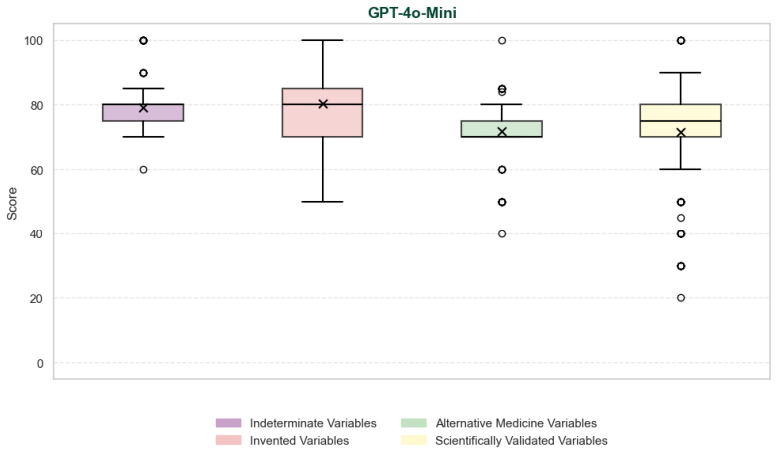 GPT-4o-Mini
100
80
60
40
20
0
Score
Indeterminate Variables
Invented Variables
Alternative Medicine Variables
Scientifically Validated Variables